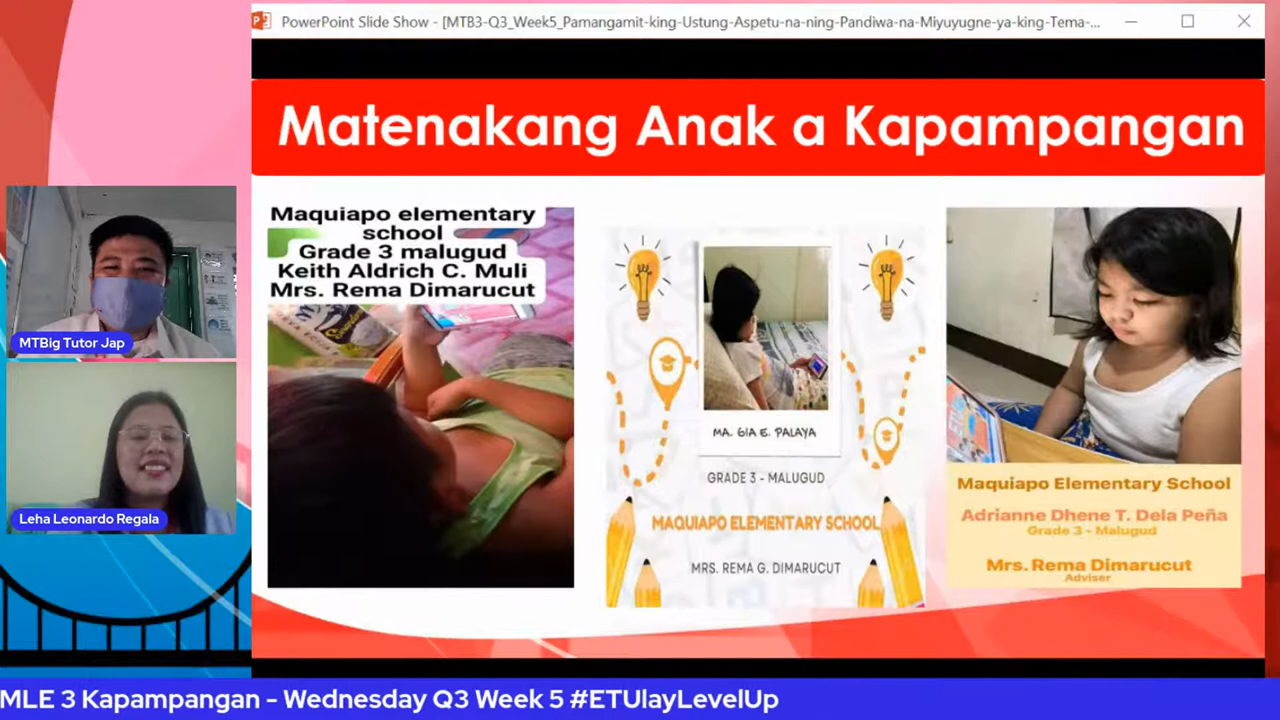 PowerPoint Slide Show - [MTB3-Q3_Week5_Pamangamit-king-Ustung-Aspetu-na-ning-Pandiwa-na-Miyuyugne-ya-king-Tema-...
Matenakang Anak a Kapampangan
Maquiapo elementary
school
Grade 3 malugud
Keith Aldrich C. Muli
Mrs. Rema Dimarucut
MA. GIA E. PALAYA
GRADE 3 - MALUGUD
MAQUIAPO ELEMENTARY SCHOOL
MRS. REMA G. DIMARUCUT
Maquiapo Elementary School
Adrianne Dhene T. Dela Peña
Grade 3 - Malugud
Mrs. Rema Dimarucut
Adviser
MTBig Tutor Jap
Leha Leonardo Regala
MLE 3 Kapampangan - Wednesday Q3 Week 5 #ETUlayLevelUp